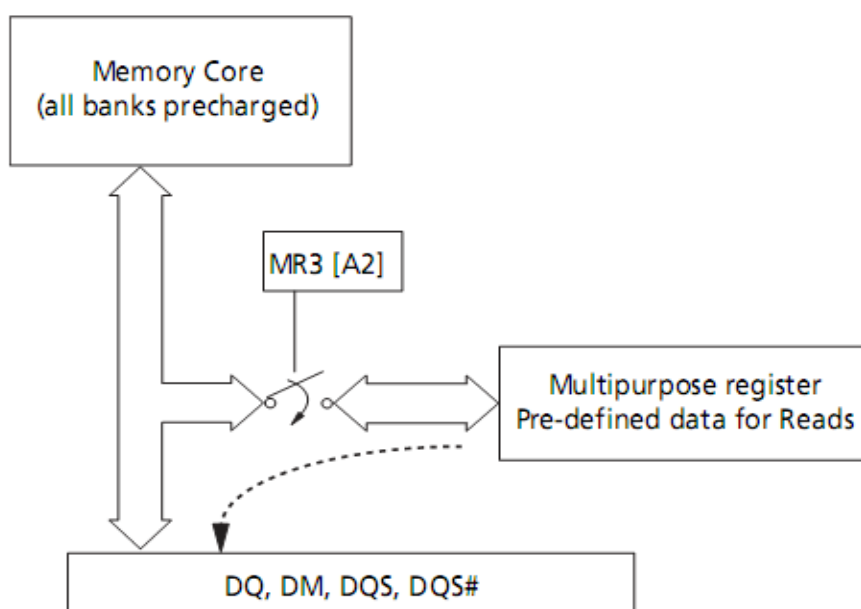 Memory Core
(all banks precharged)
MR3 [A2]
Multipurpose register
Pre-defined data for Reads
DQ, DM, DQS, DQS#